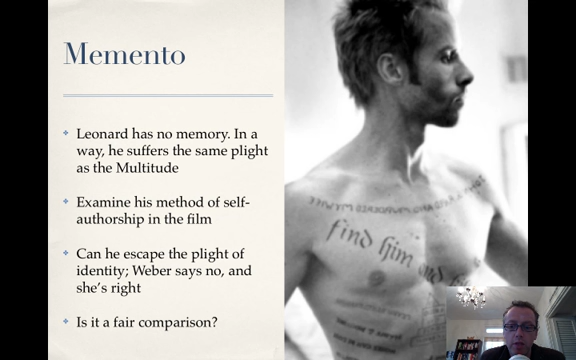 Memento
Leonard has no memory. In a
way, he suffers the same plight
as the Multitude
Examine his method of self-
authorship in the film
Can he escape the plight of
identity; Weber says no, and
she's right
Is it a fair comparison?
find him and